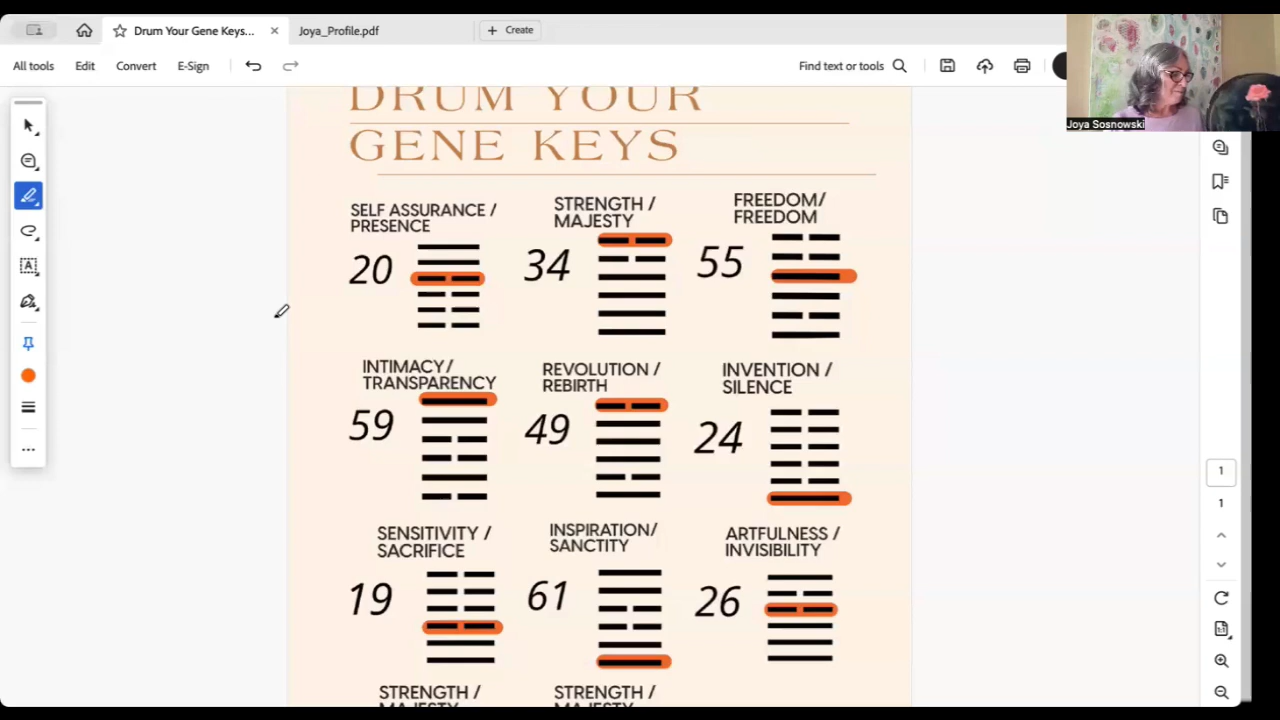 Drum Your Gene Keys...
Joya_Profile.pdf
Create
All tools
Edit
Convert
E-Sign
Find text or tools
Joya Sosnowski
DRUM YOUR
GENE KEYS
SELF ASSURANCE /
PRESENCE
20
STRENGTH /
MAJESTY
34
FREEDOM/
FREEDOM
55
INTIMACY/
TRANSPARENCY
59
REVOLUTION /
REBIRTH
49
INVENTION /
SILENCE
24
SENSITIVITY /
SACRIFICE
19
INSPIRATION/
SANCTITY
61
ARTFULNESS /
INVISIBILITY
26
STRENGTH /
MAJESTY
STRENGTH /
MAJESTY
1
1